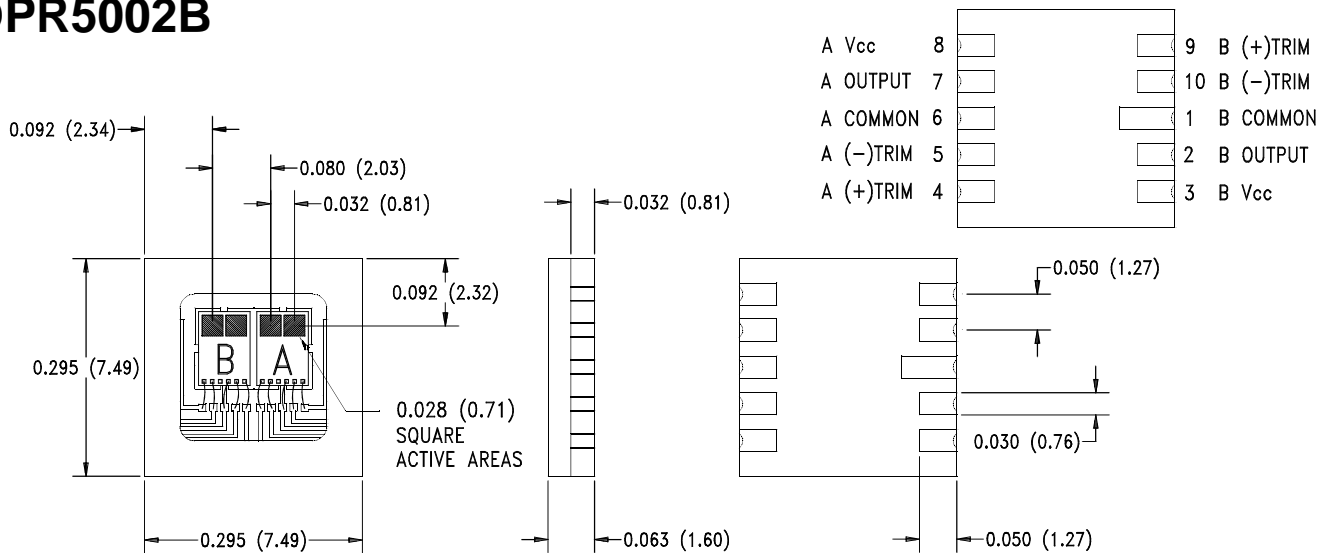 OPR5002B
A Vcc 8
A OUTPUT 7
A COMMON 6
A (−)TRIM 5
A (+)TRIM 4
9 B (+)TRIM
10 B (−)TRIM
1 B COMMON
2 B OUTPUT
3 B Vcc
0.092 (2.34)
0.080 (2.03)
0.032 (0.81)
0.092 (2.32)
0.295 (7.49)
B A
0.028 (0.71)
SQUARE
ACTIVE AREAS
0.295 (7.49)
0.032 (0.81)
0.063 (1.60)
0.050 (1.27)
0.030 (0.76)
0.050 (1.27)